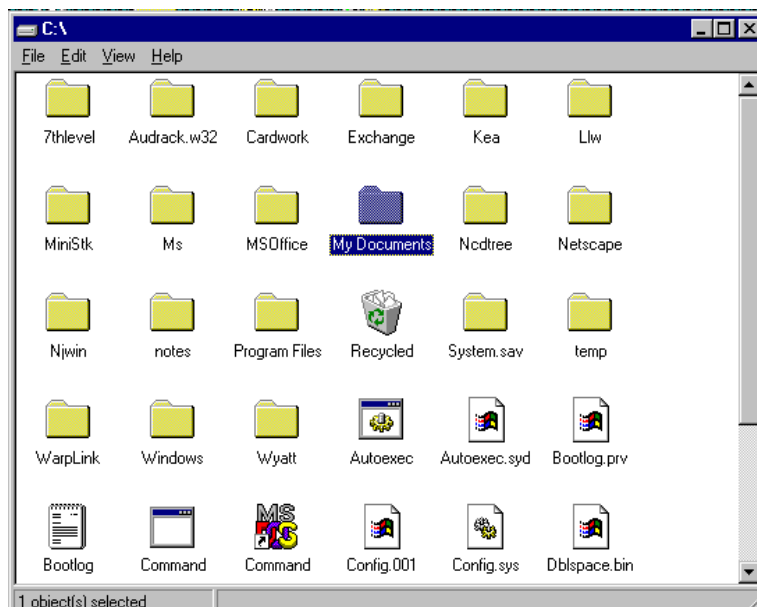 C:\
File Edit View Help
7thlevel Audrack.w32 Cardwork Exchange Kea Llw
MiniStk Ms MSOffice My Documents Ncdtree Netscape
Njwin notes Program Files Recycled System.sav temp
WarpLink Windows Wyatt Autoexec Autoexec.syd Bootlog.prv
MS
Bootlog Command Command Config.001 Config.sys Dblspace.bin
1 object(s) selected